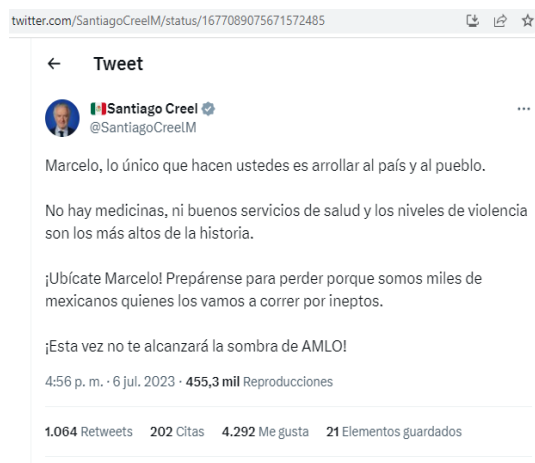 twitter.com/SantiagoCreelM/status/1677089075671572485
Tweet
Santiago Creel
@SantiagoCreelM
Marcelo, lo único que hacen ustedes es arrollar al país y al pueblo.
No hay medicinas, ni buenos servicios de salud y los niveles de violencia
son los más altos de la historia.
¡Ubícate Marcelo! Prepárense para perder porque somos miles de
mexicanos quienes los vamos a correr por ineptos.
¡Esta vez no te alcanzará la sombra de AMLO!
4:56 p. m. · 6 jul. 2023 · 455,3 mil Reproducciones
1.064 Retweets 202 Citas 4.292 Me gusta 21 Elementos guardados